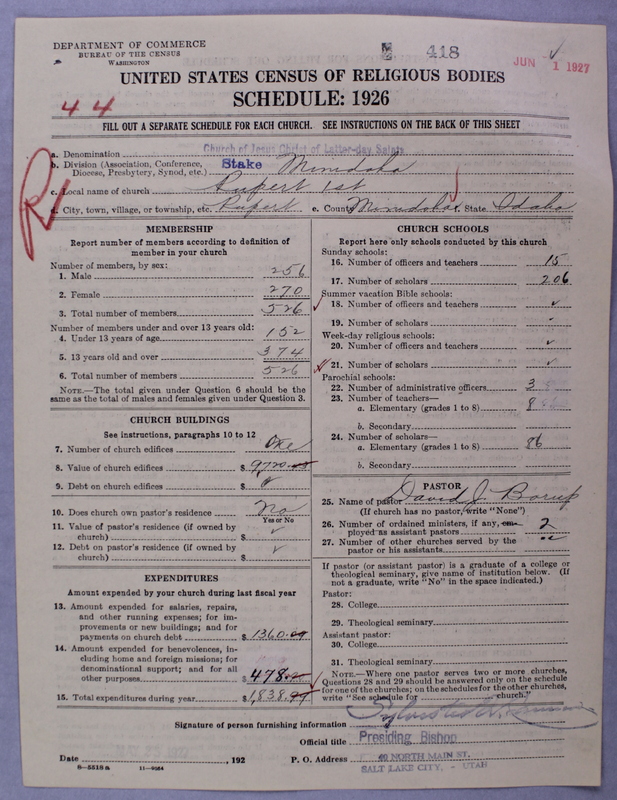 DEPARTMENT OF COMMERCE
BUREAU OF THE CENSUS
WASHINGTON
418
JUN 1 1927
UNITED STATES CENSUS OF RELIGIOUS BODIES
SCHEDULE: 1926
44
FILL OUT A SEPARATE SCHEDULE FOR EACH CHURCH. SEE INSTRUCTIONS ON THE BACK OF THIS SHEET
R
a. Denomination Church of Jesus Christ of Latter-day Saints
b. Division (Association, Conference, Diocese, Presbytery, Synod, etc.) Stake Minidoka
c. Local name of church Rupert 1st
d. City, town, village, or township, etc. Rupert e. County Minidoka f. State Idaho
MEMBERSHIP
Report number of members according to definition of
member in your church
Number of members, by sex:
1. Male 256
2. Female 270
3. Total number of members 526
Number of members under and over 13 years old:
4. Under 13 years of age 152
5. 13 years old and over 374
6. Total number of members 526
NOTE.—The total given under Question 6 should be
same as the total of males and females given under Question 3.
CHURCH BUILDINGS
See instructions, paragraphs 10 to 12
7. Number of church edifices One
8. Value of church edifices $ 9,720
9. Debt on church edifices $
10. Does church own pastor's residence No
Yes or No
11. Value of pastor's residence (if owned by
church) $
12. Debt on pastor's residence (if owned by
church) $
EXPENDITURES
Amount expended by your church during last fiscal year
13. Amount expended for salaries, repairs,
and other running expenses; for im-
provements or new buildings; and for
payments on church debt $ 1360.
14. Amount expended for benevolences, in-
cluding home and foreign missions; for
denominational support; and for all
other purposes $ 478.
15. Total expenditures during year $ 1,838.
CHURCH SCHOOLS
Report here only schools conducted by this church
Sunday schools:
16. Number of officers and teachers 15
17. Number of scholars 206
Summer vacation Bible schools:
18. Number of officers and teachers
19. Number of scholars
Week-day religious schools:
20. Number of officers and teachers
21. Number of scholars
Parochial schools:
22. Number of administrative officers 3
23. Number of teachers—
a. Elementary (grades 1 to 8) 8
b. Secondary
24. Number of scholars—
a. Elementary (grades 1 to 8) 86
b. Secondary
PASTOR
25. Name of pastor David J. Borup
(If church has no pastor, write "None")
26. Number of ordained ministers, if any, em-
ployed as assistant pastors 2
27. Number of other churches served by the
pastor or his assistants
If pastor (or assistant pastor) is a graduate of a college or
theological seminary, give name of institution below. (If
not a graduate, write "No" in the space indicated.)
Pastor:
28. College
29. Theological seminary
Assistant pastor:
30. College
31. Theological seminary
NOTE.—Where one pastor serves two or more churches,
Questions 28 and 29 should be answered only on the schedule
for one of the churches; on the schedules for the other churches,
write "See schedule for church."
Signature of person furnishing information
Official title Presiding Bishop
Date , 192 P. O. Address 40 NORTH MAIN ST.
SALT LAKE CITY, - UTAH
8—5518a 11—9064